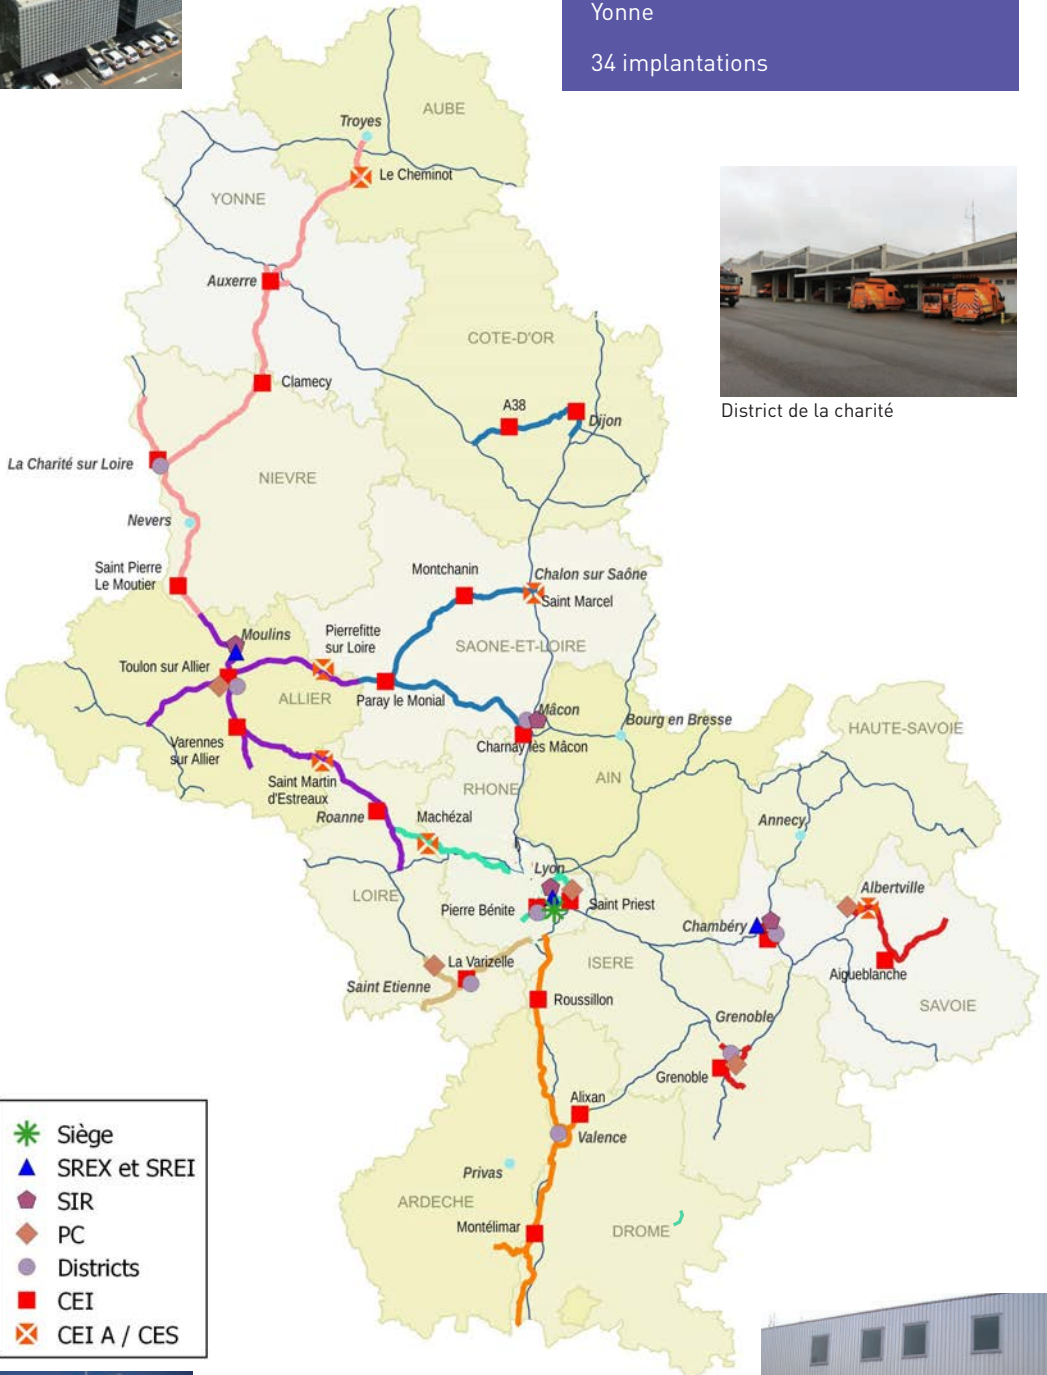 Yonne
34 implantations
AUBE
Troyes
Le Cheminot
YONNE
Auxerre
COTE-D'OR
Clamecy
A38
Dijon
District de la charité
La Charité sur Loire
NIEVRE
Nevers
Saint Pierre
Le Moutier
Montchanin
Chalon sur Saône
Saint Marcel
Moulins
Pierrefitte
sur Loire
SAONE-ET-LOIRE
Toulon sur Allier
ALLIER
Paray le Monial
Mâcon
Bourg en Bresse
HAUTE-SAVOIE
Varennes
sur Allier
Charnay lès Mâcon
Saint Martin
d'Estreaux
RHONE
AIN
Roanne
Machézal
Annecy
Lyon
LOIRE
Albertville
Pierre Bénite
Saint Priest
Chambéry
La Varizelle
ISERE
Aigueblanche
Saint Etienne
Roussillon
SAVOIE
Grenoble
Grenoble
Alixan
Valence
Privas
ARDECHE
Montélimar
DROME
Siège
SREX et SREI
SIR
PC
Districts
CEI
CEI A / CES